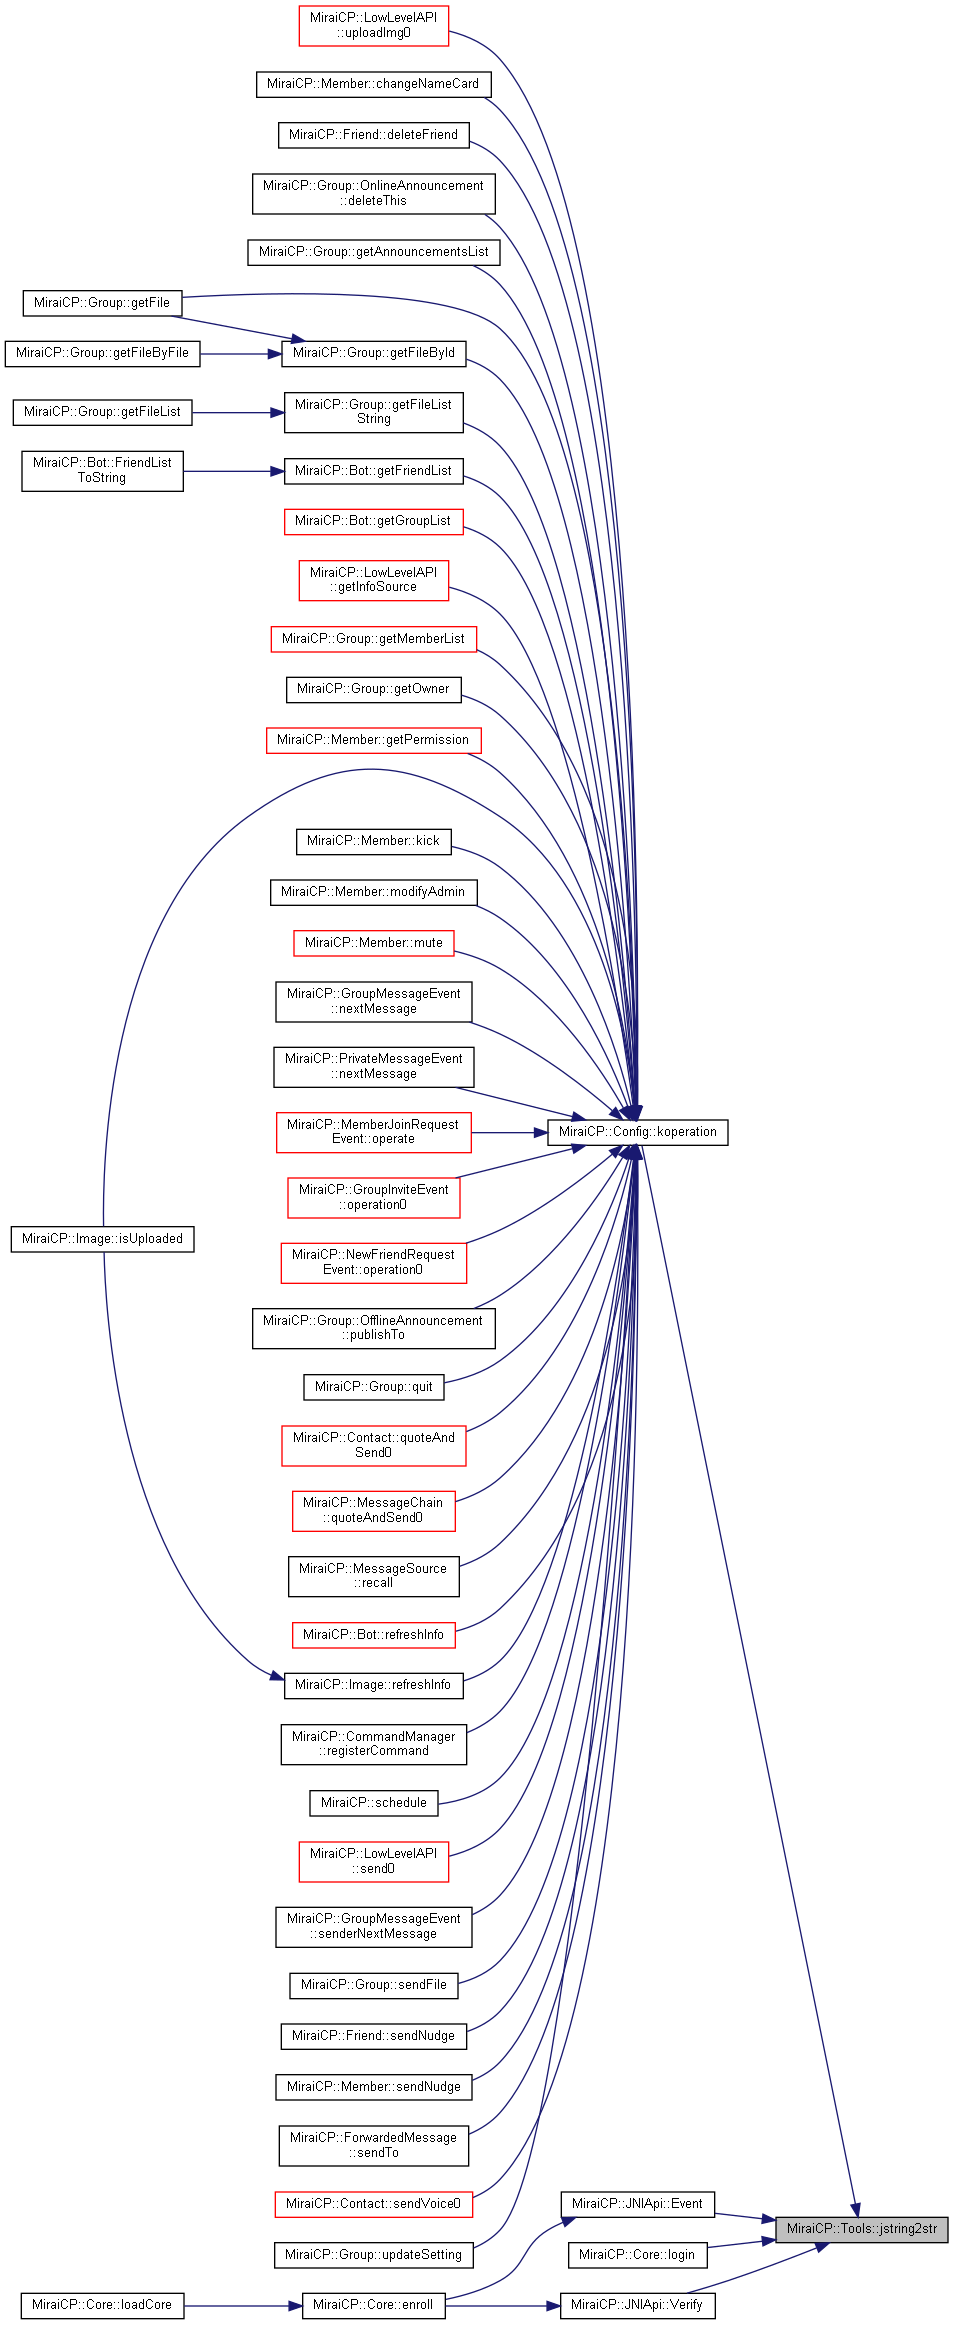 MiraiCP::LowLevelAPI
::uploadImg0
MiraiCP::Member::changeNameCard
MiraiCP::Friend::deleteFriend
MiraiCP::Group::OnlineAnnouncement
::deleteThis
MiraiCP::Group::getAnnouncementsList
MiraiCP::Group::getFile
MiraiCP::Group::getFileByFile
MiraiCP::Group::getFileById
MiraiCP::Group::getFileList
MiraiCP::Group::getFileList
String
MiraiCP::Bot::FriendList
ToString
MiraiCP::Bot::getFriendList
MiraiCP::Bot::getGroupList
MiraiCP::LowLevelAPI
::getInfoSource
MiraiCP::Group::getMemberList
MiraiCP::Group::getOwner
MiraiCP::Member::getPermission
MiraiCP::Member::kick
MiraiCP::Member::modifyAdmin
MiraiCP::Member::mute
MiraiCP::GroupMessageEvent
::nextMessage
MiraiCP::PrivateMessageEvent
::nextMessage
MiraiCP::MemberJoinRequest
Event::operate
MiraiCP::Config::koperation
MiraiCP::GroupInviteEvent
::operation0
MiraiCP::Image::isUploaded
MiraiCP::NewFriendRequest
Event::operation0
MiraiCP::Group::OfflineAnnouncement
::publishTo
MiraiCP::Group::quit
MiraiCP::Contact::quoteAnd
Send0
MiraiCP::MessageChain
::quoteAndSend0
MiraiCP::MessageSource
::recall
MiraiCP::Bot::refreshInfo
MiraiCP::Image::refreshInfo
MiraiCP::CommandManager
::registerCommand
MiraiCP::schedule
MiraiCP::LowLevelAPI
::send0
MiraiCP::GroupMessageEvent
::senderNextMessage
MiraiCP::Group::sendFile
MiraiCP::Friend::sendNudge
MiraiCP::Member::sendNudge
MiraiCP::ForwardedMessage
::sendTo
MiraiCP::Contact::sendVoice0
MiraiCP::JNIApi::Event
MiraiCP::Tools::jstring2str
MiraiCP::Group::updateSetting
MiraiCP::Core::login
MiraiCP::Core::loadCore
MiraiCP::Core::enroll
MiraiCP::JNIApi::Verify